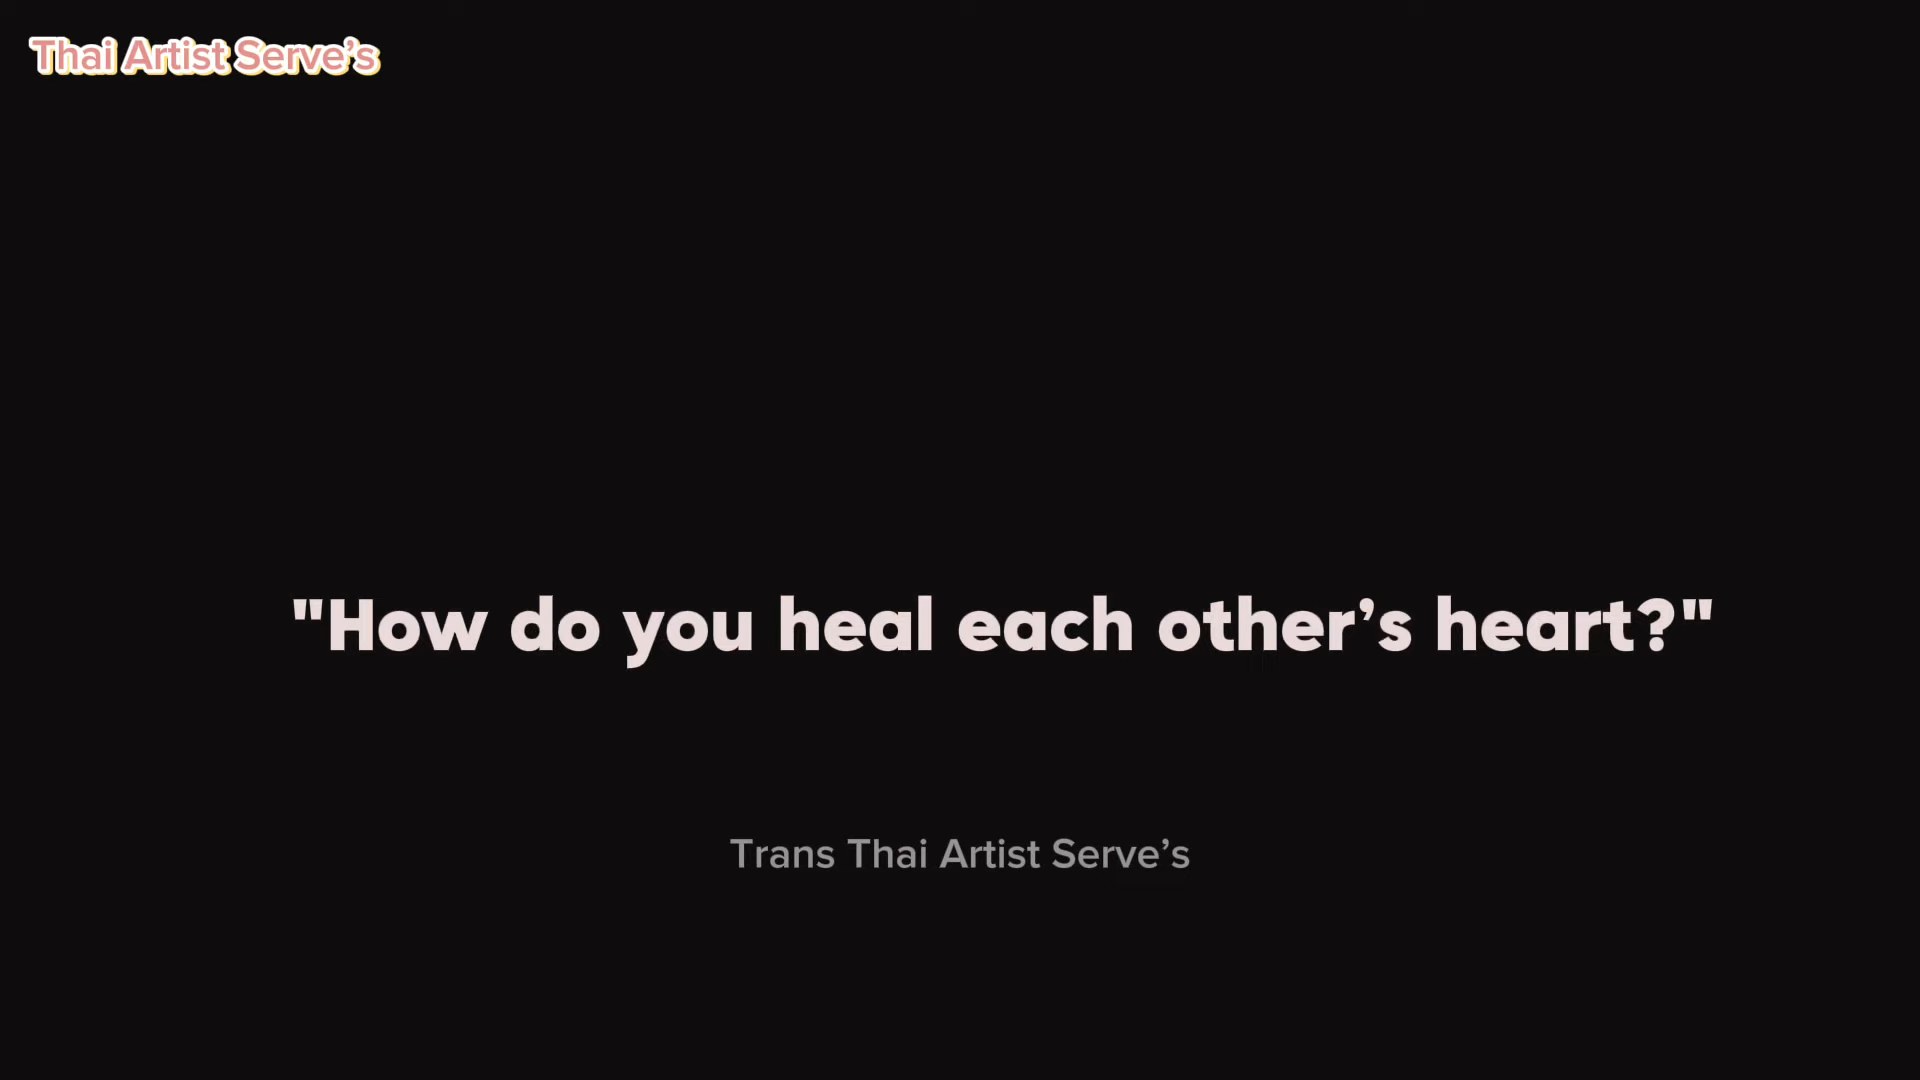 Thai Artist Serve’s
"How do you heal each other’s heart?"
Trans Thai Artist Serve’s